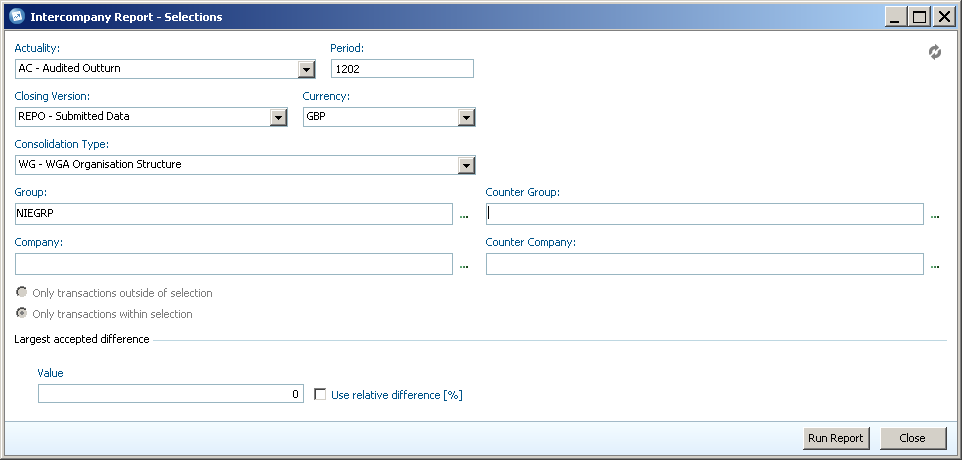 Intercompany Report - Selections
Actuality: Period:
AC - Audited Outturn 1202
Closing Version: Currency:
REPO - Submitted Data GBP
Consolidation Type:
WG - WGA Organisation Structure
Group: Counter Group:
NIEGRP ... ...
Company: Counter Company:
... ...
Only transactions outside of selection
Only transactions within selection
Largest accepted difference
Value
0 Use relative difference [%]
Run Report Close